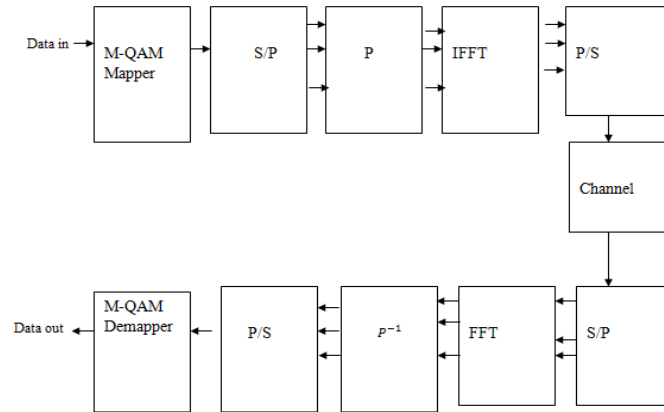 Data in
M-QAM
Mapper
S/P
P
IFFT
P/S
Channel
Data out
M-QAM
Demapper
P/S
P⁻¹
FFT
S/P